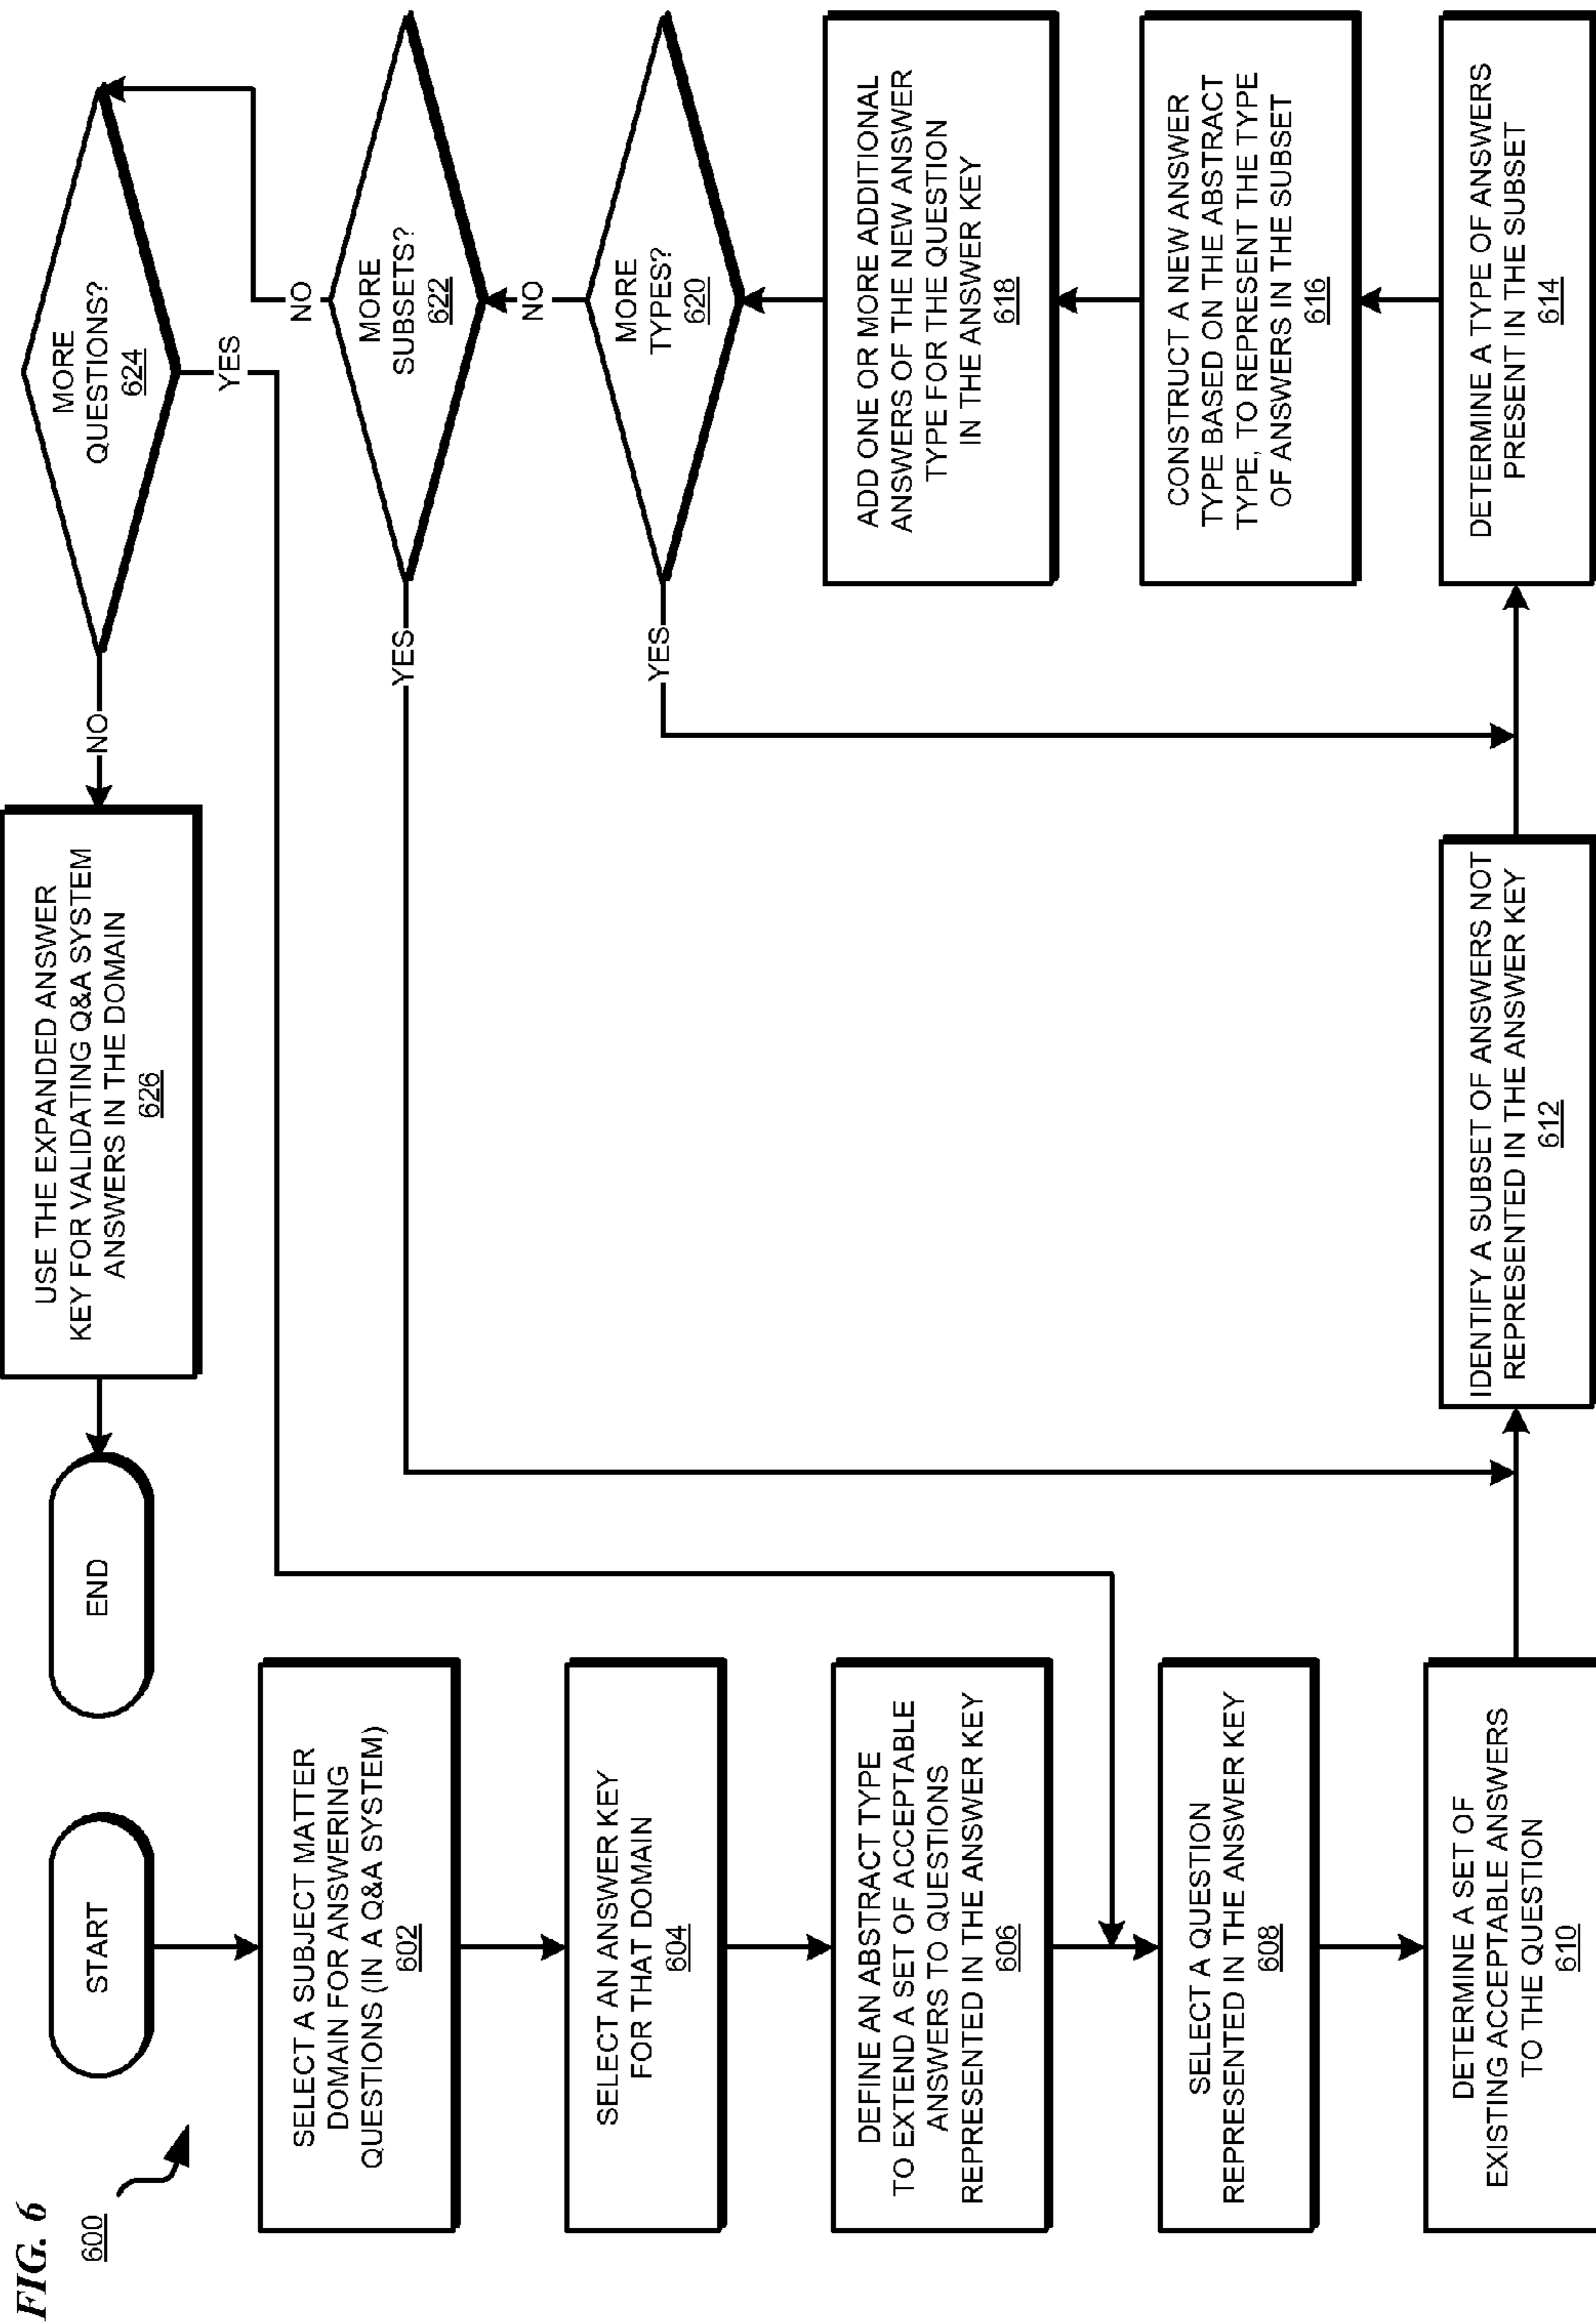 FIG. 6
600
START
SELECT A SUBJECT MATTER
DOMAIN FOR ANSWERING
QUESTIONS (IN A Q&A SYSTEM)
602
SELECT AN ANSWER KEY
FOR THAT DOMAIN
604
DEFINE AN ABSTRACT TYPE
TO EXTEND A SET OF ACCEPTABLE
ANSWERS TO QUESTIONS
REPRESENTED IN THE ANSWER KEY
606
SELECT A QUESTION
REPRESENTED IN THE ANSWER KEY
608
DETERMINE A SET OF
EXISTING ACCEPTABLE ANSWERS
TO THE QUESTION
610
IDENTIFY A SUBSET OF ANSWERS NOT
REPRESENTED IN THE ANSWER KEY
612
DETERMINE A TYPE OF ANSWERS
PRESENT IN THE SUBSET
614
CONSTRUCT A NEW ANSWER
TYPE BASED ON THE ABSTRACT
TYPE, TO REPRESENT THE TYPE
OF ANSWERS IN THE SUBSET
616
ADD ONE OR MORE ADDITIONAL
ANSWERS OF THE NEW ANSWER
TYPE FOR THE QUESTION
IN THE ANSWER KEY
618
MORE
TYPES?
620
YES
NO
MORE
SUBSETS?
622
YES
NO
MORE
QUESTIONS?
624
YES
NO
USE THE EXPANDED ANSWER
KEY FOR VALIDATING Q&A SYSTEM
ANSWERS IN THE DOMAIN
626
END